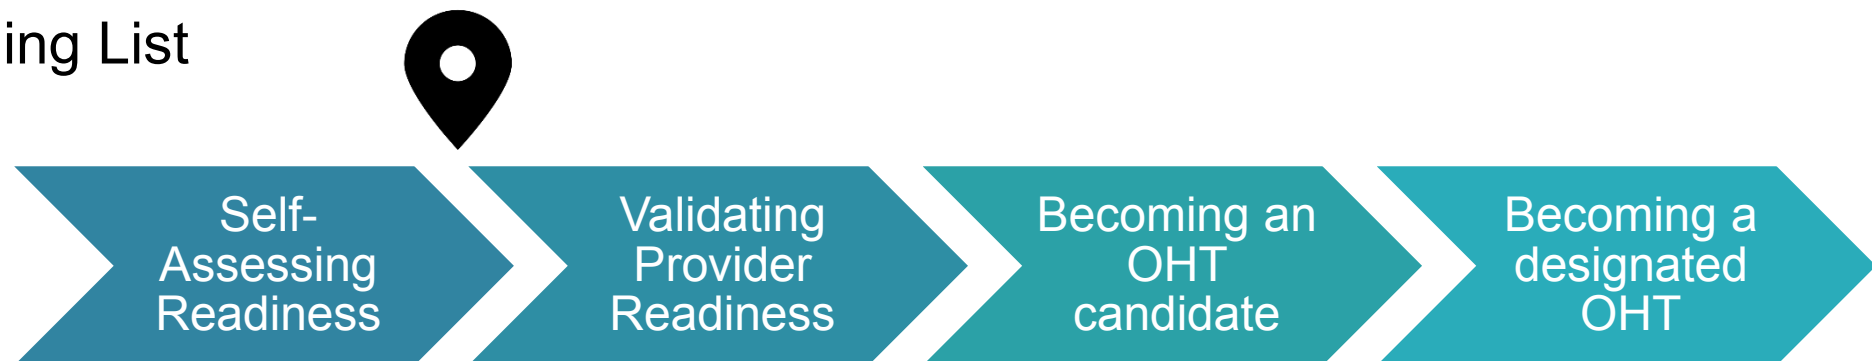 ing List
Self-
Assessing
Readiness
Validating
Provider
Readiness
Becoming an
OHT
candidate
Becoming a
designated
OHT